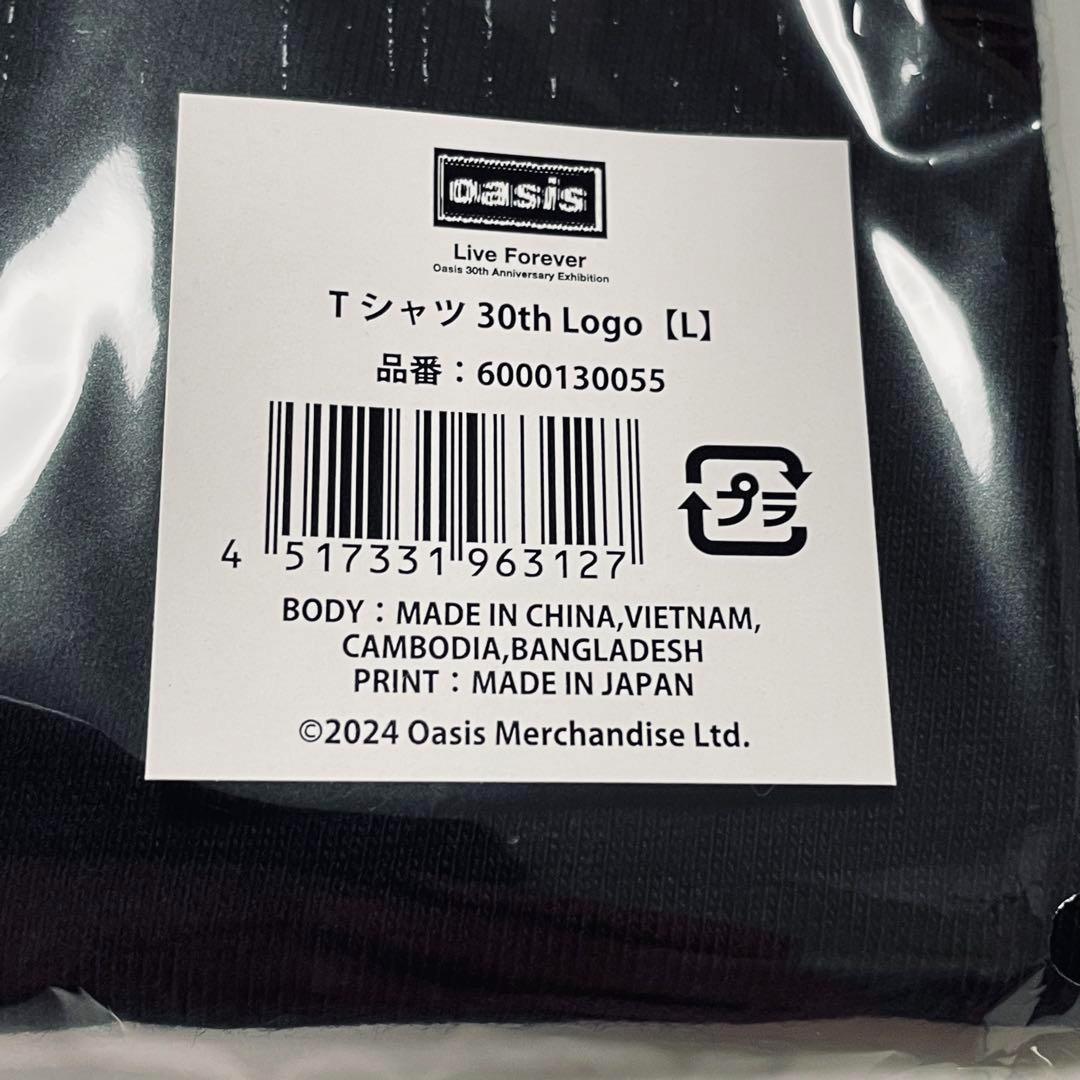 oasis
Live Forever
Oasis 30th Anniversary Exhibition
Tシャツ 30th Logo【L】
品番：6000130055
プラ
4 517331 963127
BODY：MADE IN CHINA,VIETNAM,
CAMBODIA,BANGLADESH
PRINT：MADE IN JAPAN
©2024 Oasis Merchandise Ltd.